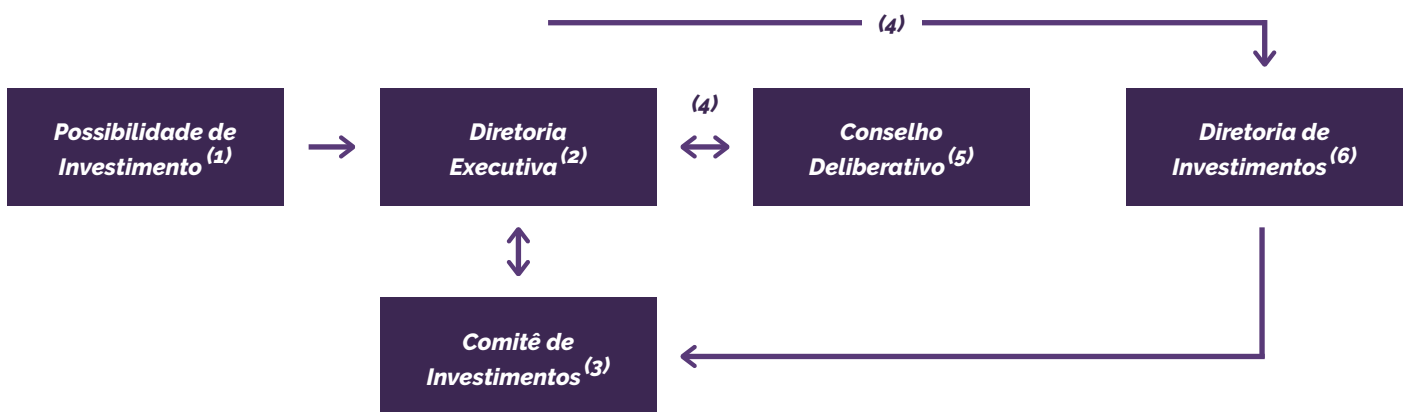 (4)
Possibilidade de
Investimento (1)
Diretoria
Executiva (2)
(4)
Conselho
Deliberativo (5)
Diretoria de
Investimentos (6)
Comitê de
Investimentos (3)